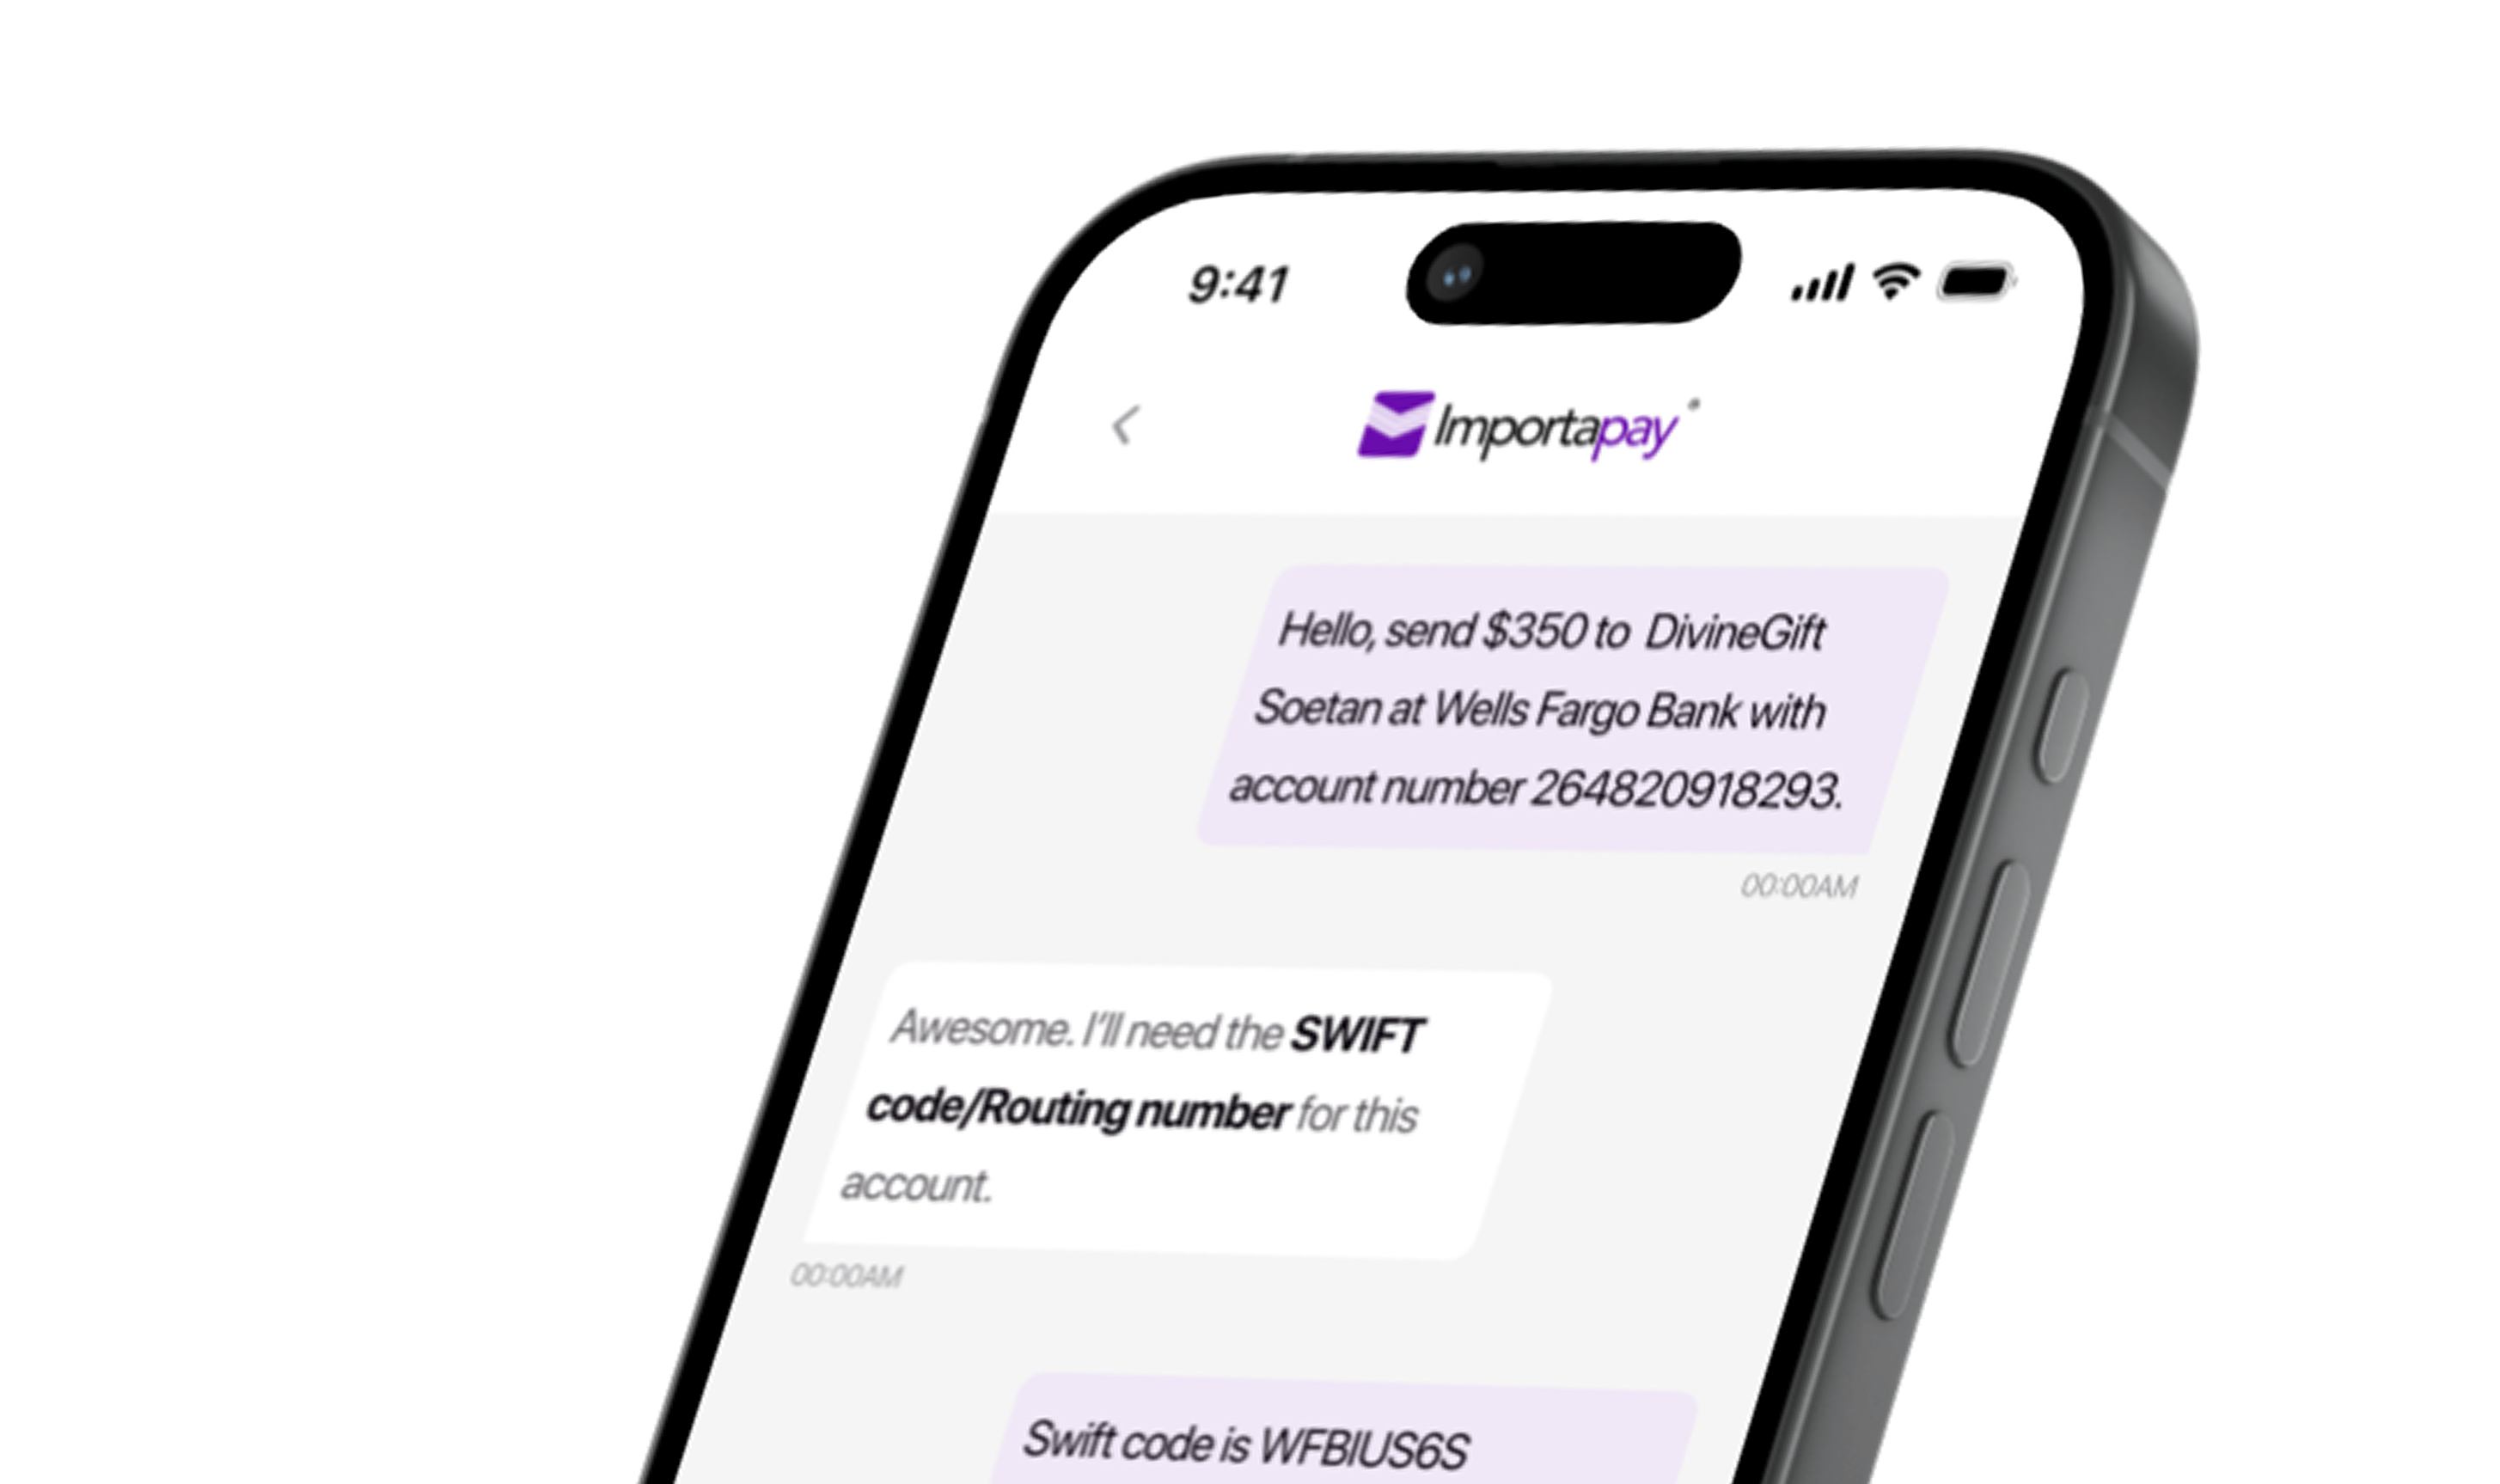 9:41
Importapay
Hello, send $350 to DivineGift
Soetan at Wells Fargo Bank with
account number 264820918293.
00:00AM
Awesome. I'll need the SWIFT
code/Routing number for this
account.
00:00AM
Swift code is WFBIUS6S